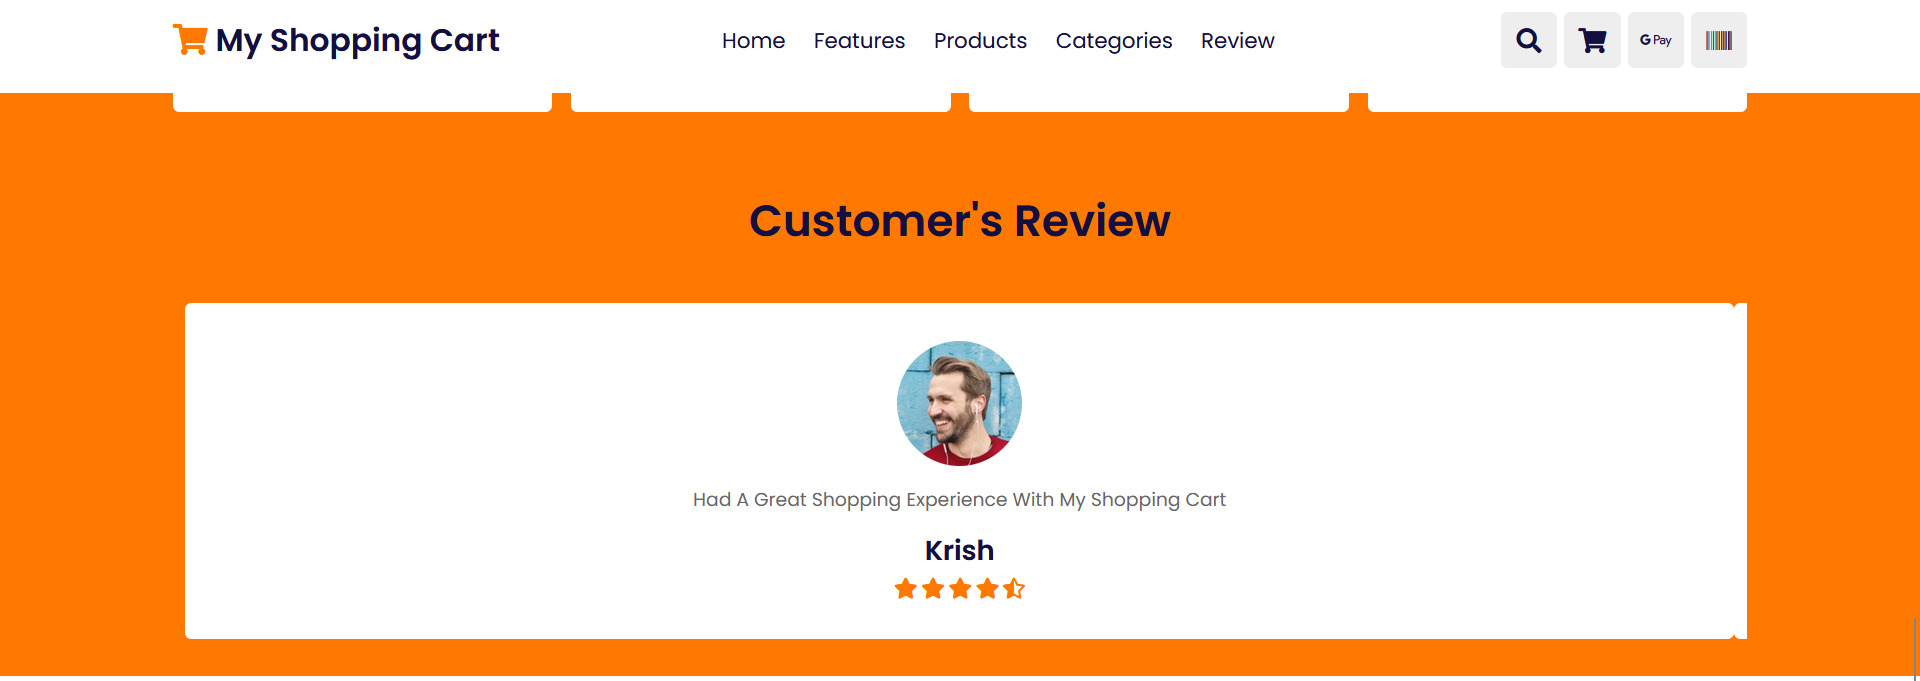 My Shopping Cart
Home Features Products Categories Review
G Pay
Customer's Review
Had A Great Shopping Experience With My Shopping Cart
Krish